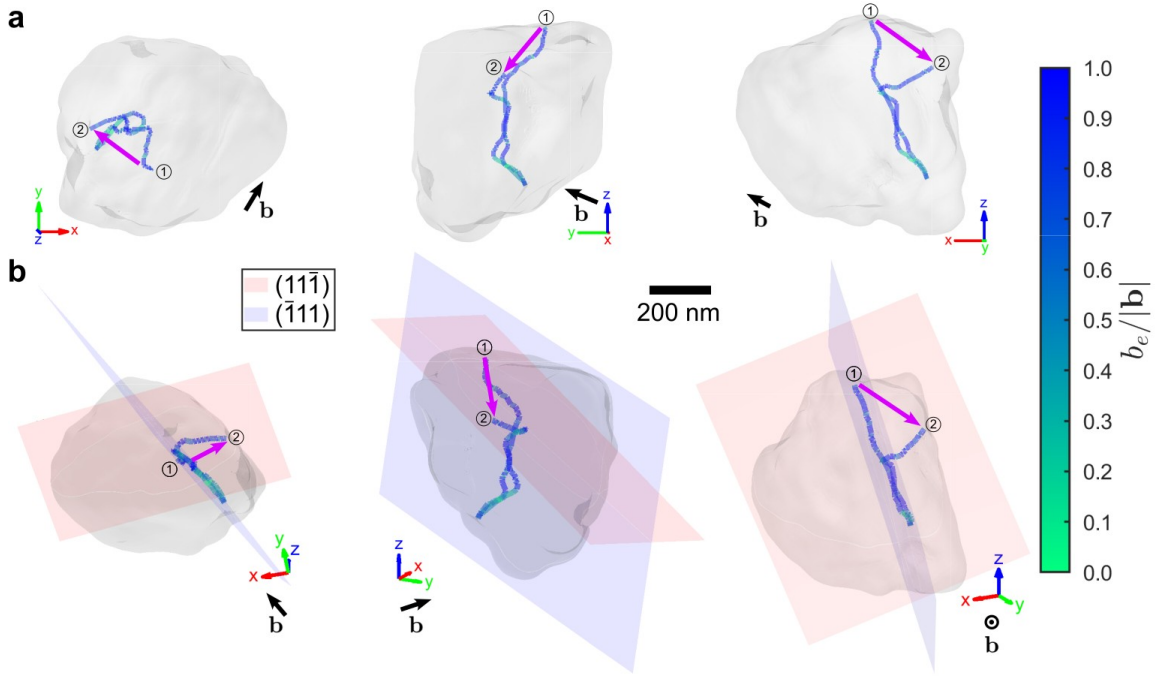 a
① ② y z x b
① ② z y x b
① ② z x y b
1.0
0.9
0.8
0.7
0.6
0.5
0.4
0.3
0.2
0.1
0.0
b_e/|b|
b
(111̄)
(1̄11)
200 nm
① ② y z x b
① ② z x y b
① ② z x y b